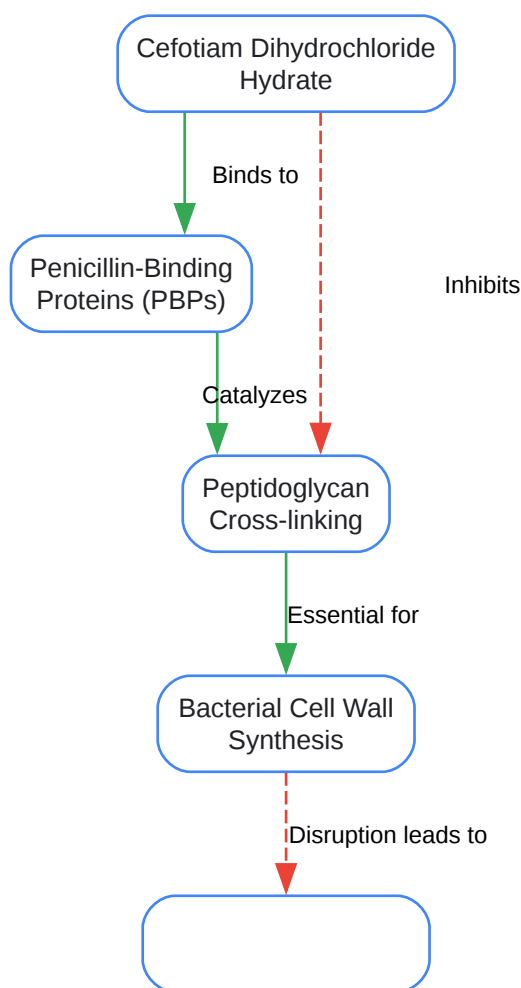 Cefotiam Dihydrochloride
Hydrate
Binds to
Penicillin-Binding
Proteins (PBPs)
Inhibits
Catalyzes
Peptidoglycan
Cross-linking
Essential for
Bacterial Cell Wall
Synthesis
Disruption leads to